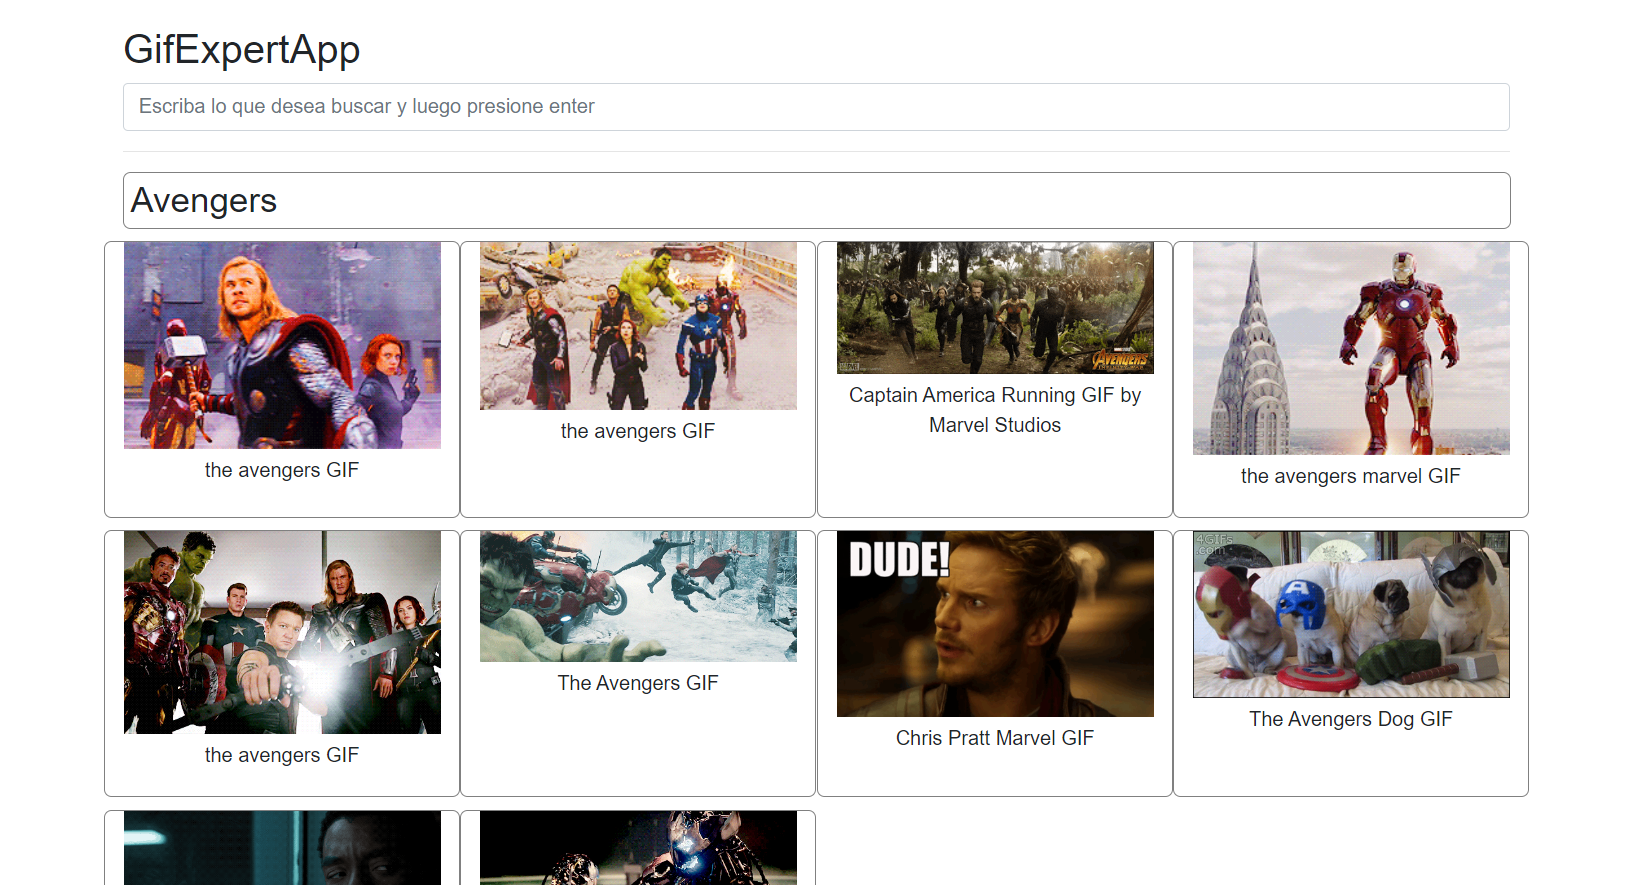 GifExpertApp
Escriba lo que desea buscar y luego presione enter
Avengers
AVENGERS
the avengers GIF
the avengers GIF
Captain America Running GIF by
Marvel Studios
the avengers marvel GIF
DUDE!
4GIFs
.com
the avengers GIF
The Avengers GIF
Chris Pratt Marvel GIF
The Avengers Dog GIF